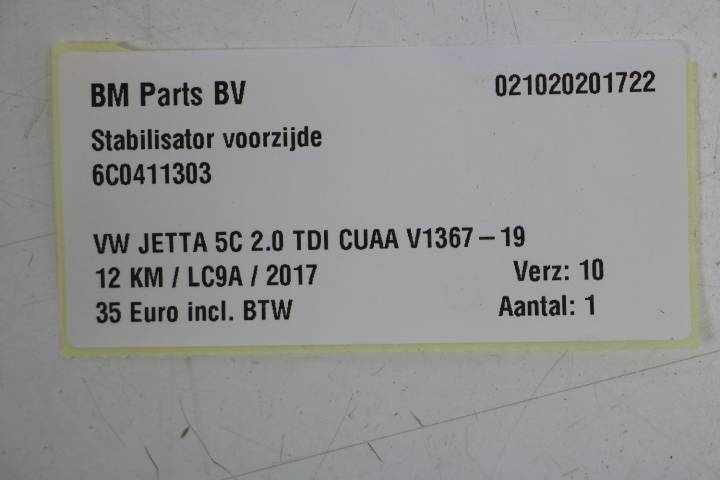 BM Parts BV 021020201722
Stabilisator voorzijde
6C0411303
VW JETTA 5C 2.0 TDI CUAA V1367-19
12 KM / LC9A / 2017 Verz: 10
35 Euro incl. BTW Aantal: 1